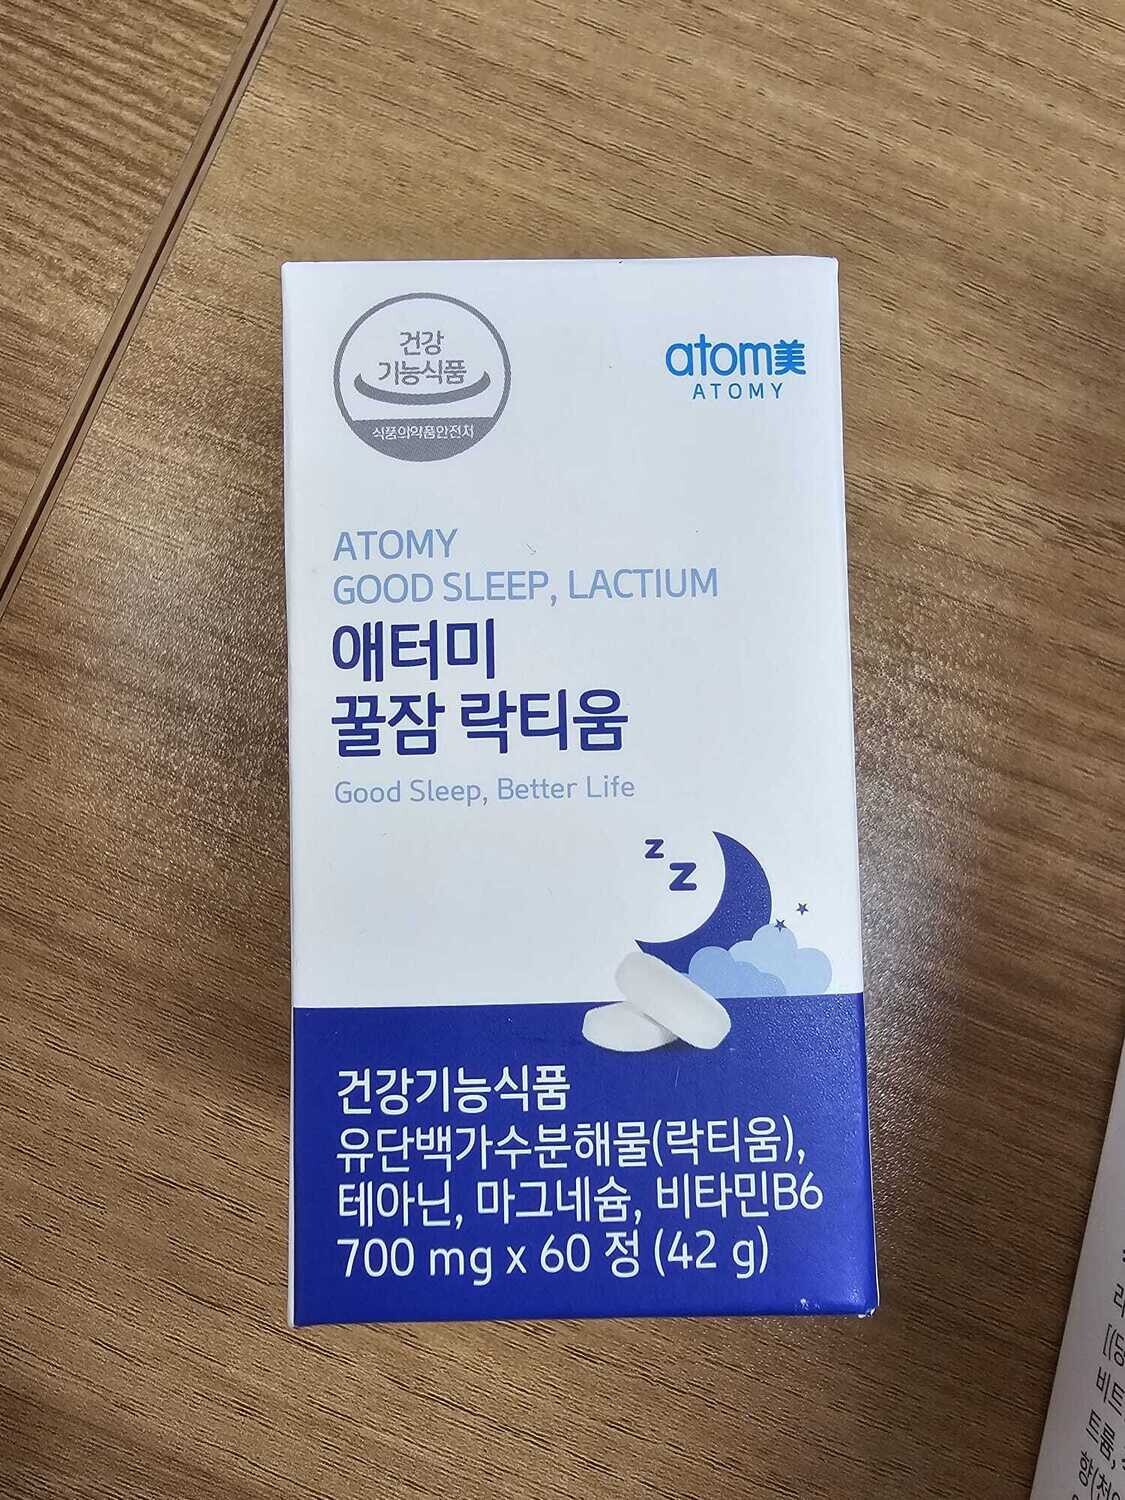 건강
기능식품
식품의약품안전처
atom美
ATOMY
ATOMY
GOOD SLEEP, LACTIUM
애터미
꿀잠 락티움
Good Sleep, Better Life
z
z
건강기능식품
유단백가수분해물(락티움),
테아닌, 마그네슘, 비타민B6
700 mg x 60 정 (42 g)